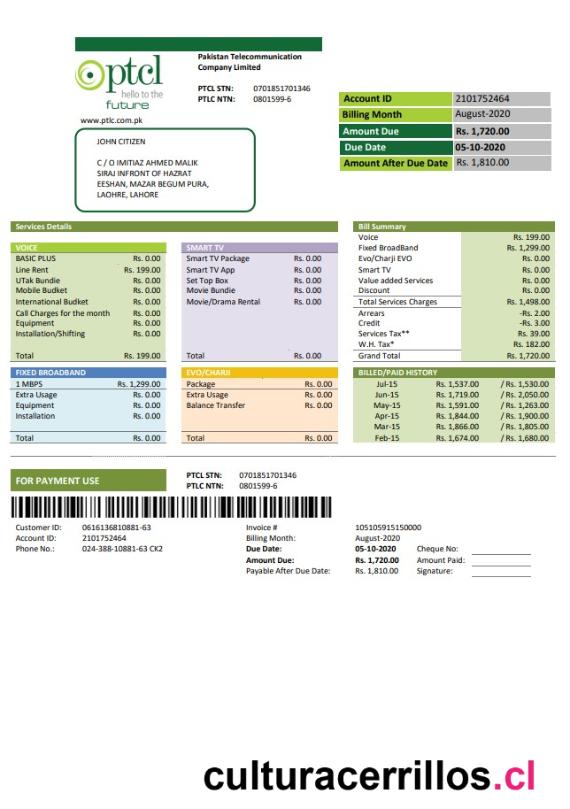 ptcl
hello to the
future
www.ptlc.com.pk
Pakistan Telecommunication
Company Limited
PTCL STN: 0701851701346
PTLC NTN: 0801599-6
Account ID 2101752464
Billing Month August-2020
Amount Due Rs. 1,720.00
Due Date 05-10-2020
Amount After Due Date Rs. 1,810.00
JOHN CITIZEN
C / O IMITIAZ AHMED MALIK
SIRAJ INFRONT OF HAZRAT
EESHAN, MAZAR BEGUM PURA,
LAOHRE, LAHORE
Services Details
VOICE
BASIC PLUS Rs. 0.00
Line Rent Rs. 199.00
UTak Bundie Rs. 0.00
Mobile Budket Rs. 0.00
International Budket Rs. 0.00
Call Charges for the month Rs. 0.00
Equipment Rs. 0.00
Installation/Shifting Rs. 0.00
Total Rs. 199.00
SMART TV
Smart TV Package Rs. 0.00
Smart TV App Rs. 0.00
Set Top Box Rs. 0.00
Movie Bundie Rs. 0.00
Movie/Drama Rental Rs. 0.00
Total Rs. 0.00
Bill Summary
Voice Rs. 199.00
Fixed BroadBand Rs. 1,299.00
Evo/Charji EVO Rs. 0.00
Smart TV Rs. 0.00
Value added Services Rs. 0.00
Discount Rs. 0.00
Total Services Charges Rs. 1,498.00
Arrears -Rs. 2.00
Credit -Rs. 3.00
Services Tax** Rs. 39.00
W.H. Tax* Rs. 182.00
Grand Total Rs. 1,720.00
FIXED BROADBAND
1 MBPS Rs. 1,299.00
Extra Usage Rs. 0.00
Equipment Rs. 0.00
Installation Rs. 0.00
Total Rs. 0.00
EVO/CHARJI
Package Rs. 0.00
Extra Usage Rs. 0.00
Balance Transfer Rs. 0.00
Total Rs. 0.00
BILLED/PAID HISTORY
Jul-15 Rs. 1,537.00 / Rs. 1,530.00
Jun-15 Rs. 1,719.00 / Rs. 2,050.00
May-15 Rs. 1,591.00 / Rs. 1,263.00
Apr-15 Rs. 1,844.00 / Rs. 1,900.00
Mar-15 Rs. 1,866.00 / Rs. 1,805.00
Feb-15 Rs. 1,674.00 / Rs. 1,680.00
FOR PAYMENT USE
PTCL STN: 0701851701346
PTLC NTN: 0801599-6
Customer ID: 0616136810881-63
Account ID: 2101752464
Phone No.: 024-388-10881-63 CK2
Invoice # 105105915150000
Billing Month: August-2020
Due Date: 05-10-2020 Cheque No:
Amount Due: Rs. 1,720.00 Amount Paid:
Payable After Due Date: Rs. 1,810.00 Signature:
culturacerrillos.cl